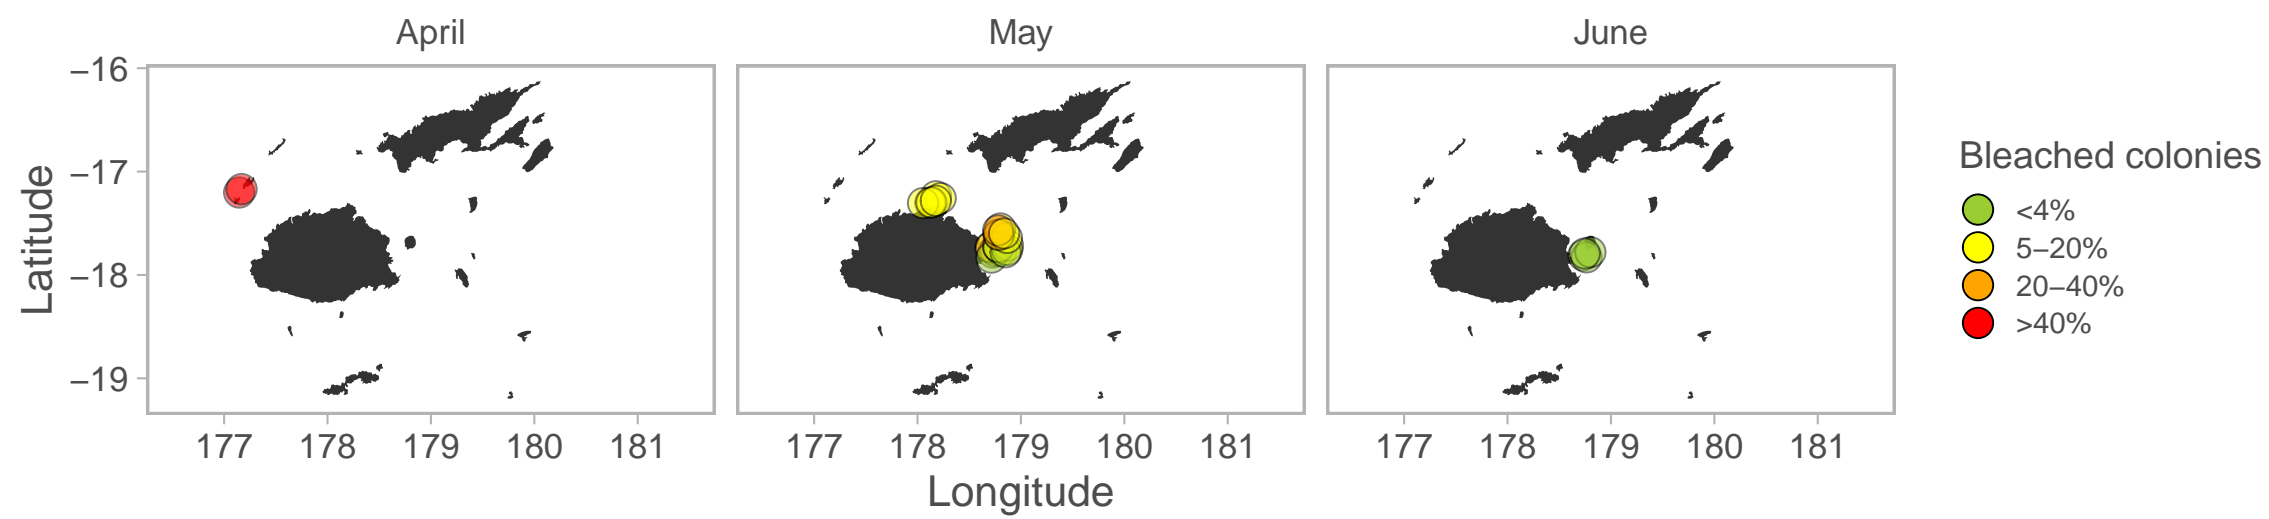 April May June
−16
−17
−18
−19
Latitude
177 178 179 180 181 177 178 179 180 181 177 178 179 180 181
Longitude
Bleached colonies
<4%
5−20%
20−40%
>40%